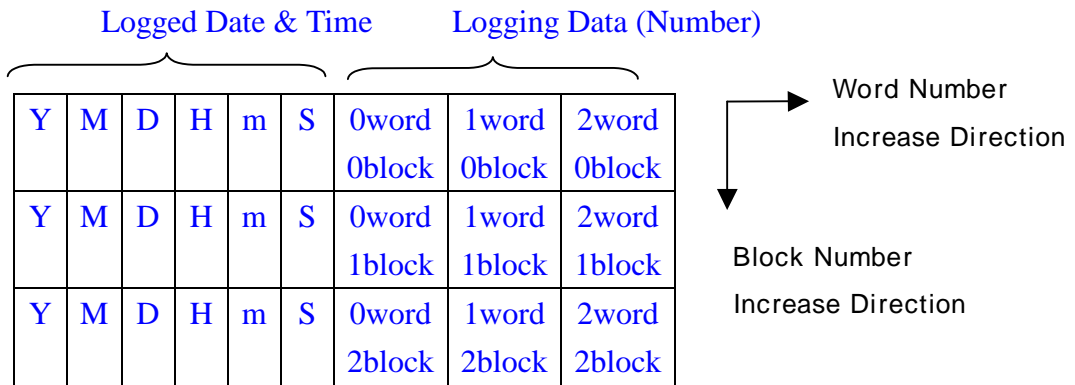 Logged Date & Time Logging Data (Number)
Y M D H m S 0word 1word 2word
0block 0block 0block
Y M D H m S 0word 1word 2word
1block 1block 1block
Y M D H m S 0word 1word 2word
2block 2block 2block
Word Number
Increase Direction
Block Number
Increase Direction